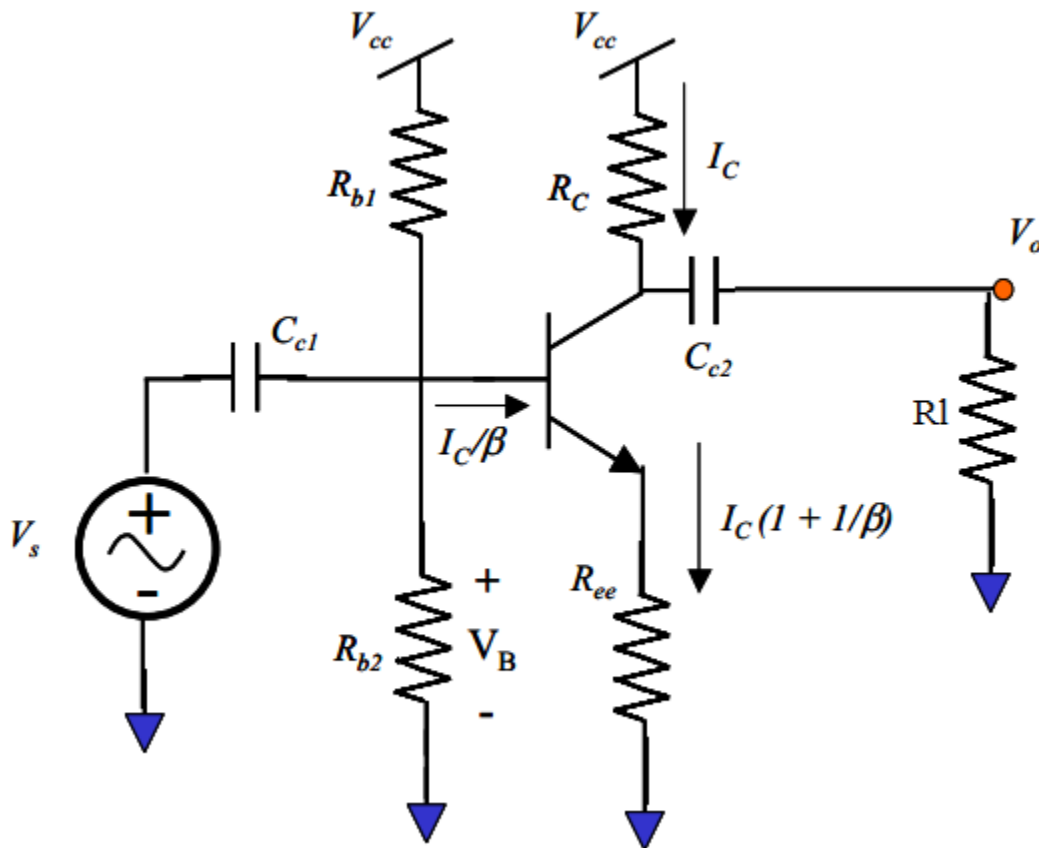 Vcc
Vcc
Rb1
RC
IC
Vo
Cc1
Cc2
Rl
IC/β
Vs
+
-
IC(1 + 1/β)
Ree
+
Rb2
VB
-